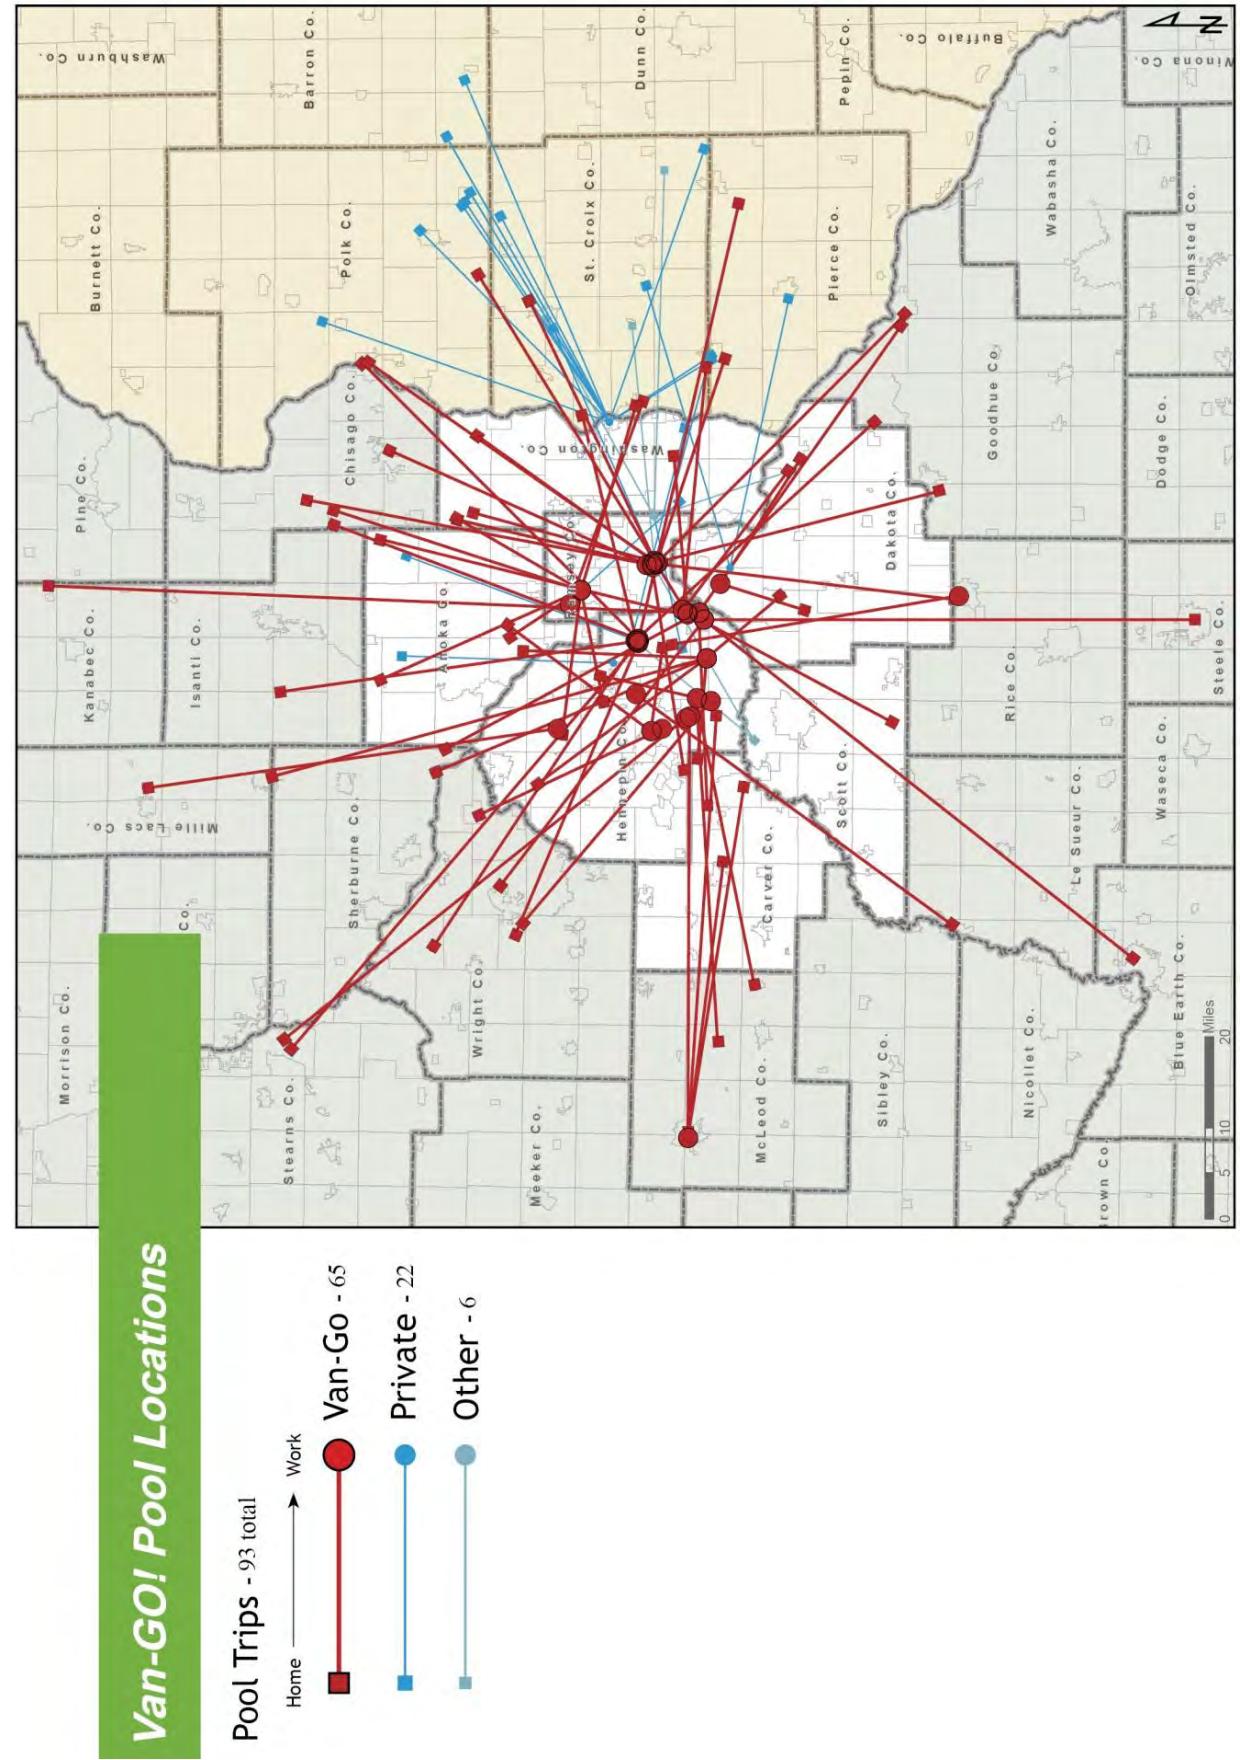 Van-GO! Pool Locations
Pool Trips - 93 total
Home
Work
Van-Go - 65
Private - 22
Other - 6
Morrison Co.
Mille Lacs Co.
Kanabec Co.
Pine Co.
Burnett Co.
Washburn Co.
Co.
Stearns Co.
Sherburne Co.
Isanti Co.
Chisago Co.
Polk Co.
Barron Co.
Meeker Co.
Wright Co.
Anoka Co.
Washington Co.
Ramsey Co.
Hennepin Co.
St. Croix Co.
Dunn Co.
McLeod Co.
Carver Co.
Scott Co.
Dakota Co.
Pierce Co.
Pepin Co.
Buffalo Co.
Sibley Co.
Nicollet Co.
Le Sueur Co.
Rice Co.
Goodhue Co.
Wabasha Co.
Winona Co.
rown Co
Blue Earth Co.
Waseca Co.
Steele Co.
Dodge Co.
Olmsted Co.
N
0 5 10 20
Miles